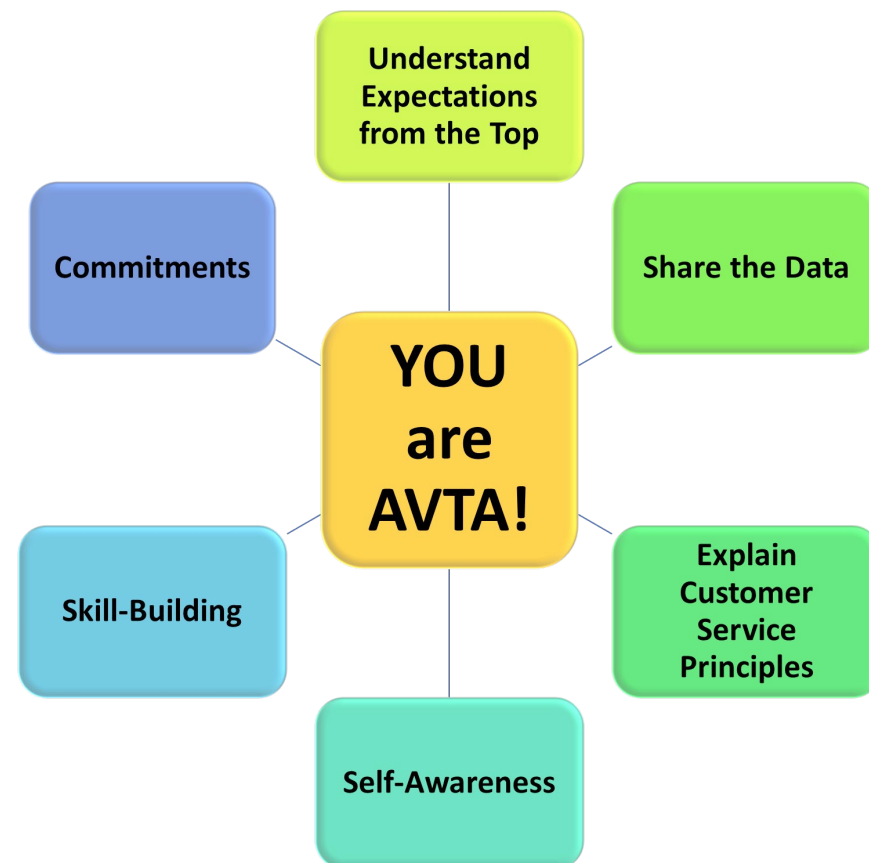 Understand
Expectations
from the Top
Commitments
Share the Data
YOU
are
AVTA!
Skill-Building
Explain
Customer
Service
Principles
Self-Awareness